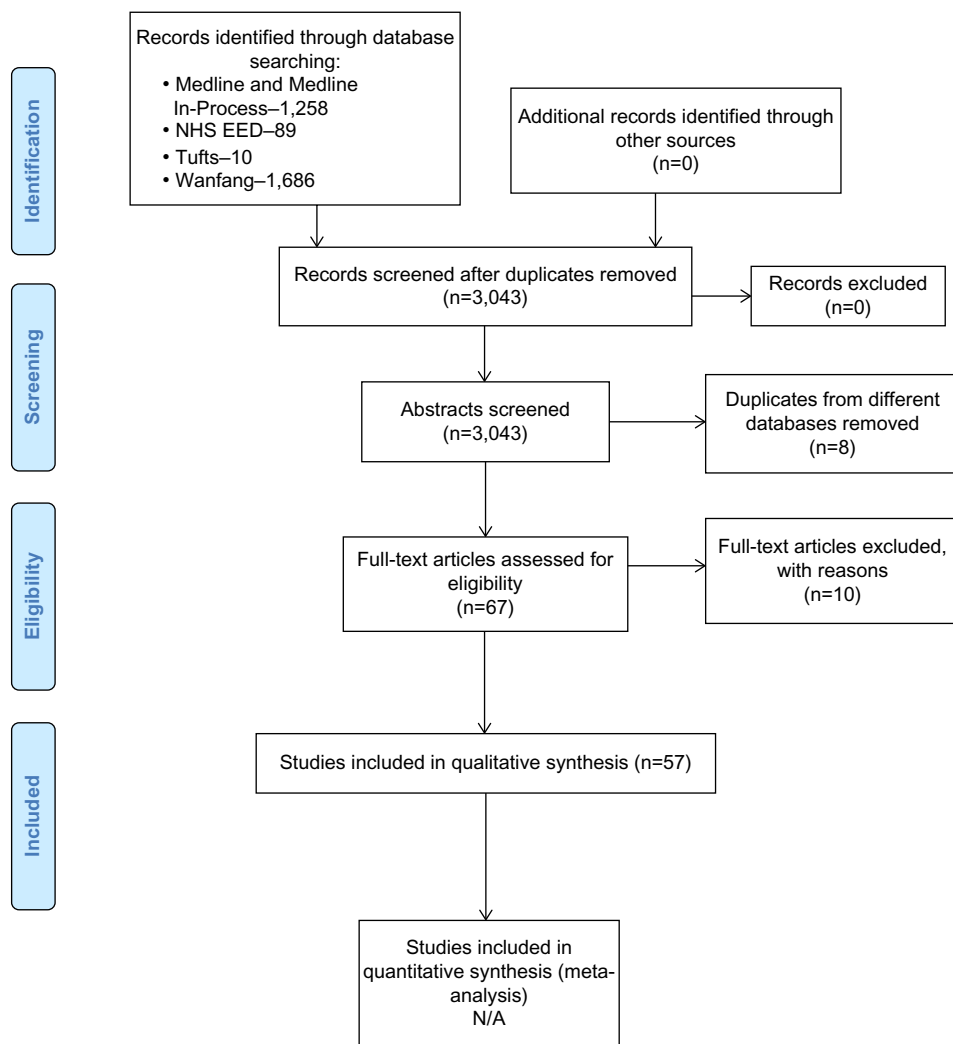 Identification
Records identified through database
searching:
• Medline and Medline
In-Process–1,258
• NHS EED–89
• Tufts–10
• Wanfang–1,686
Additional records identified through
other sources
(n=0)
Records screened after duplicates removed
(n=3,043)
Records excluded
(n=0)
Screening
Abstracts screened
(n=3,043)
Duplicates from different
databases removed
(n=8)
Eligibility
Full-text articles assessed for
eligibility
(n=67)
Full-text articles excluded,
with reasons
(n=10)
Included
Studies included in qualitative synthesis (n=57)
Studies included in
quantitative synthesis (meta-
analysis)
N/A